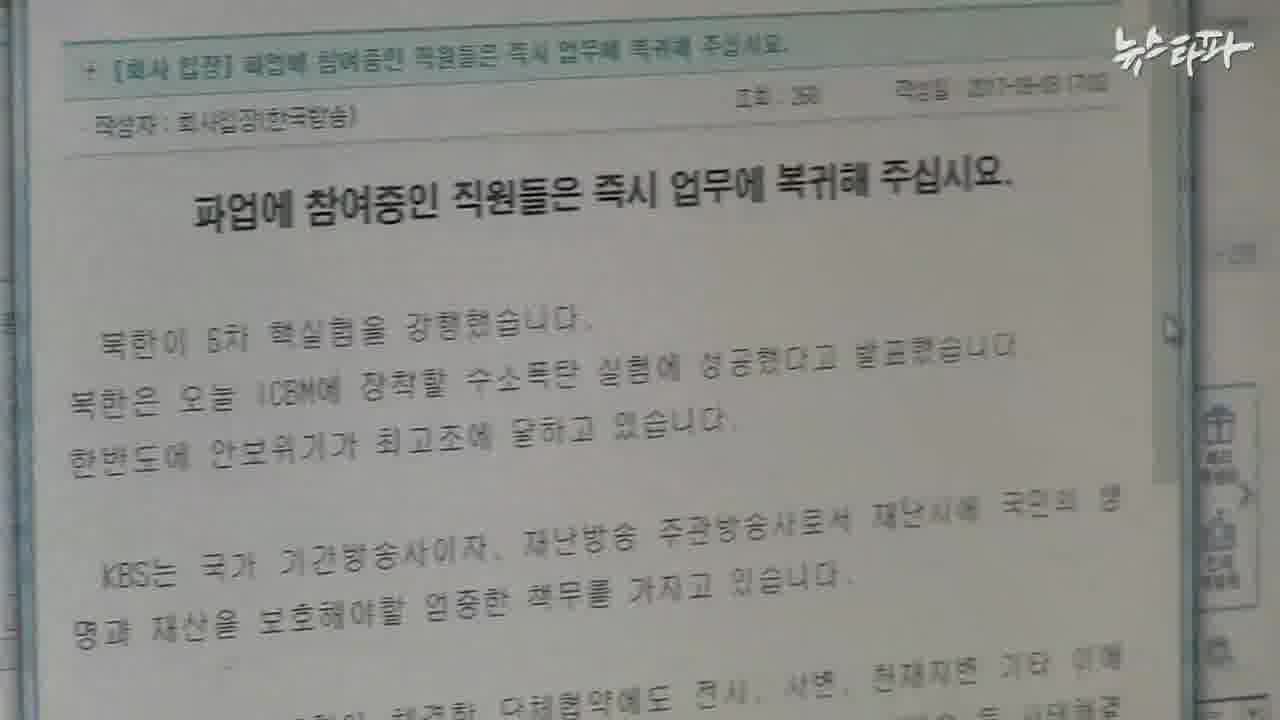 뉴스타파
+ [회사 입장] 파업에 참여중인 직원들은 즉시 업무에 복귀해 주십시요.
작성자 : 회사입장(한국방송)
조회 : 작성일
파업에 참여중인 직원들은 즉시 업무에 복귀해 주십시요.
북한이 6차 핵실험을 강행했습니다.
북한은 오늘 ICBM에 장착할 수소폭탄 실험에 성공했다고 발표했습니다
한반도에 안보위기가 최고조에 달하고 있습니다.
KBS는 국가 기간방송사이자, 재난방송 주관방송사로서 재난시에 국민의 생
명과 재산을 보호해야할 엄중한 책무를 가지고 있습니다.
체결한 단체협약에도 전시, 사변, 천재지변 기타 이에